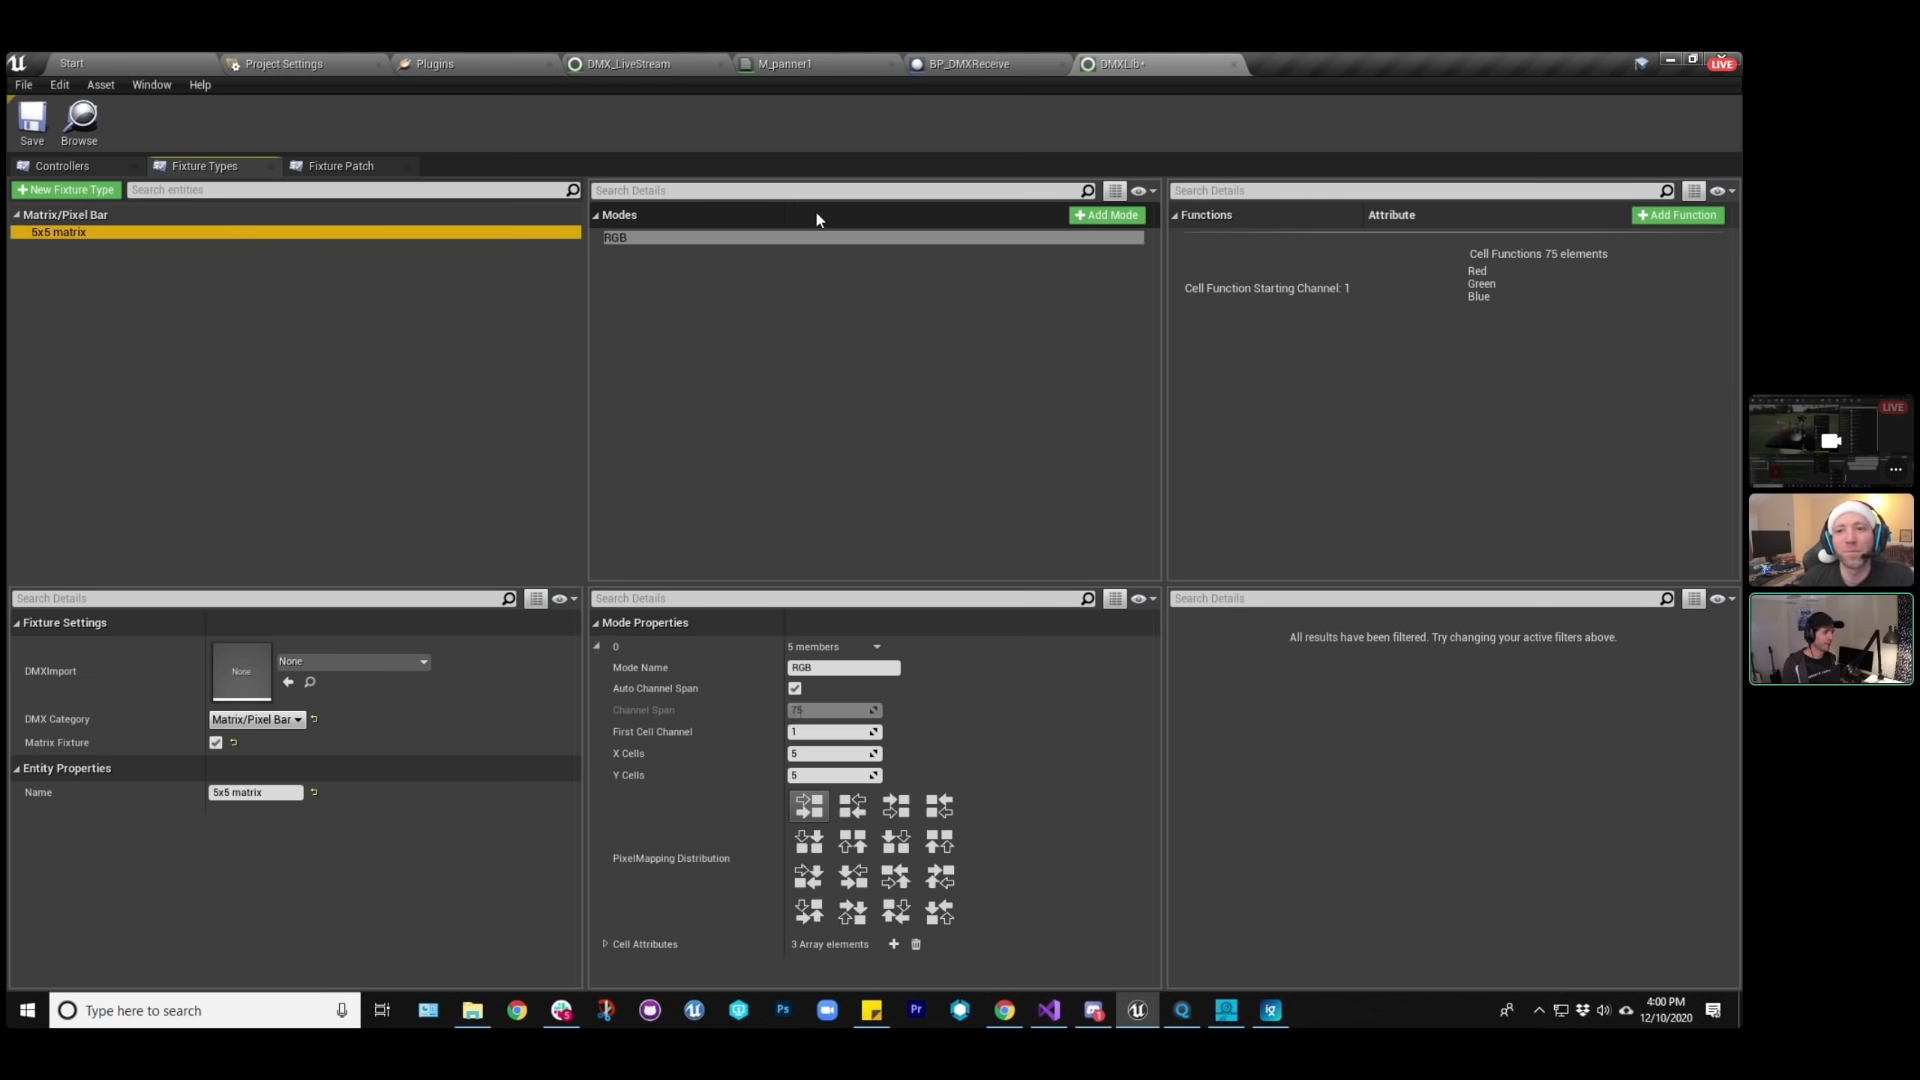 Start
Project Settings
Plugins
DMX_LiveStream
M_panner1
BP_DMXReceive
DMXLib*
LIVE
File
Edit
Asset
Window
Help
Save
Browse
Controllers
Fixture Types
Fixture Patch
New Fixture Type
Search entities
Search Details
Search Details
Matrix/Pixel Bar
Modes
Add Mode
Functions
Attribute
Add Function
5x5 matrix
RGB
Cell Functions 75 elements
Red
Cell Function Starting Channel: 1
Green
Blue
LIVE
Search Details
Search Details
Search Details
Fixture Settings
Mode Properties
All results have been filtered. Try changing your active filters above.
0
5 members
None
None
DMXImport
Mode Name
RGB
Auto Channel Span
Channel Span
75
DMX Category
Matrix/Pixel Bar
First Cell Channel
1
Matrix Fixture
X Cells
5
Entity Properties
Y Cells
5
Name
5x5 matrix
PixelMapping Distribution
Cell Attributes
3 Array elements
Type here to search
Ps
Pr
ig
4:00 PM
12/10/2020